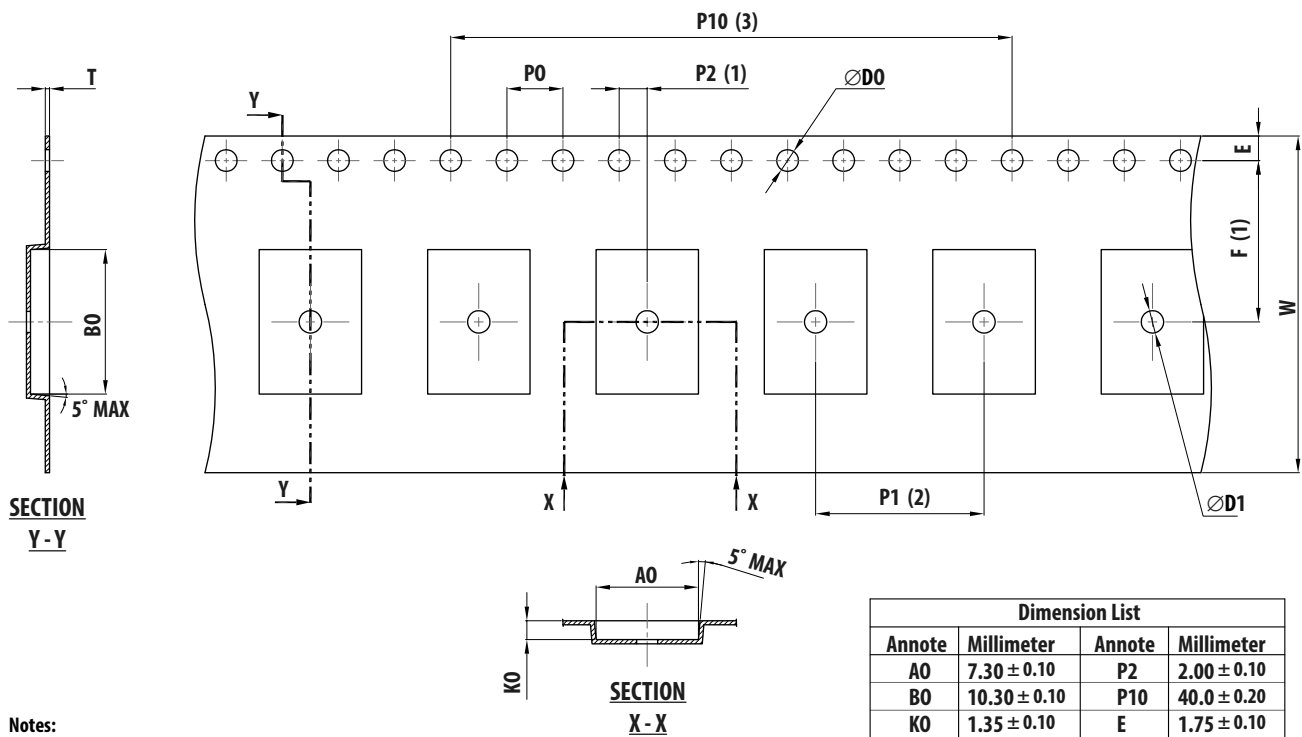 P10 (3)
T
P0
P2 (1)
∅D0
Y
E
F (1)
W
B0
5° MAX
Y
X
X
P1 (2)
∅D1
SECTION
Y - Y
A0
5° MAX
K0
SECTION
X - X
Dimension List
Annote Millimeter Annote Millimeter
A0 7.30 ± 0.10 P2 2.00 ± 0.10
B0 10.30 ± 0.10 P10 40.0 ± 0.20
K0 1.35 ± 0.10 E 1.75 ± 0.10
Notes: